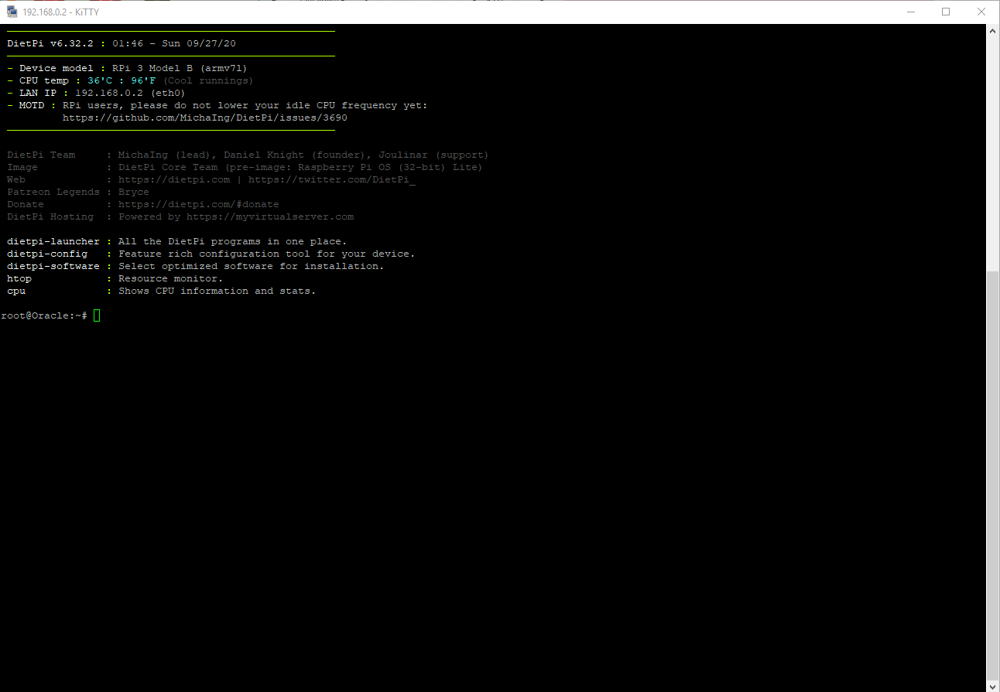 192.168.0.2 - KiTTY
DietPi v6.32.2 : 01:46 - Sun 09/27/20
- Device model : RPi 3 Model B (armv7l)
- CPU temp : 36'C : 96'F (Cool runnings)
- LAN IP : 192.168.0.2 (eth0)
- MOTD : RPi users, please do not lower your idle CPU frequency yet:
https://github.com/MichaIng/DietPi/issues/3690
DietPi Team : MichaIng (lead), Daniel Knight (founder), Joulinar (support)
Image : DietPi Core Team (pre-image: Raspberry Pi OS (32-bit) Lite)
Web : https://dietpi.com | https://twitter.com/DietPi_
Patreon Legends : Bryce
Donate : https://dietpi.com/#donate
DietPi Hosting : Powered by https://myvirtualserver.com
dietpi-launcher : All the DietPi programs in one place.
dietpi-config : Feature rich configuration tool for your device.
dietpi-software : Select optimized software for installation.
htop : Resource monitor.
cpu : Shows CPU information and stats.
root@Oracle:~#